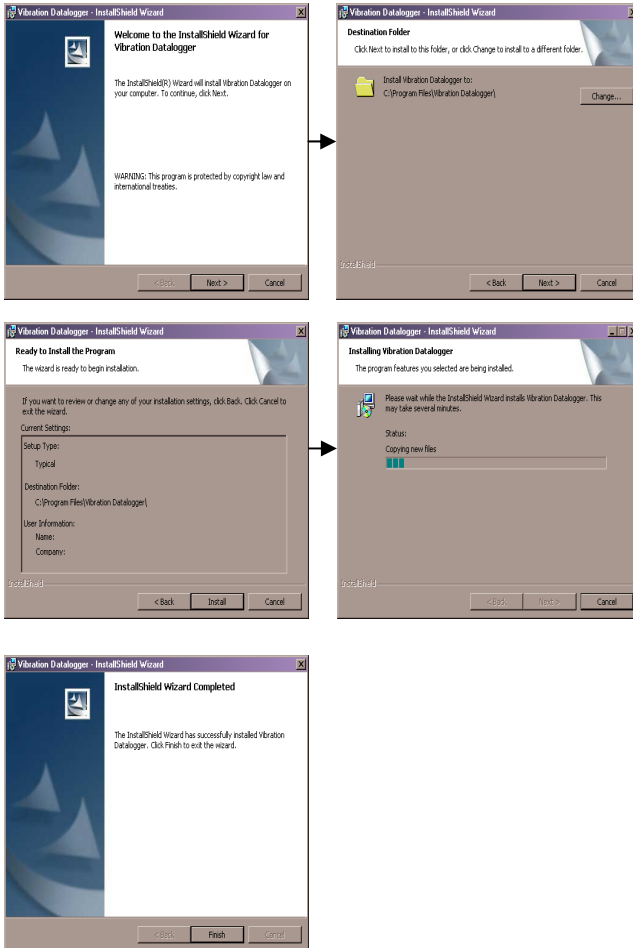 Vibration Datalogger - InstallShield Wizard
Welcome to the InstallShield Wizard for
Vibration Datalogger
The InstallShield(R) Wizard will install Vibration Datalogger on
your computer. To continue, click Next.
WARNING: This program is protected by copyright law and
international treaties.
< Back
Next >
Cancel
Vibration Datalogger - InstallShield Wizard
Destination Folder
Click Next to install to this folder, or click Change to install to a different folder.
Install Vibration Datalogger to:
C:\Program Files\Vibration Datalogger\
Change...
InstallShield
< Back
Next >
Cancel
Vibration Datalogger - InstallShield Wizard
Ready to Install the Program
The wizard is ready to begin installation.
If you want to review or change any of your installation settings, click Back. Click Cancel to
exit the wizard.
Current Settings:
Setup Type:
Typical
Destination Folder:
C:\Program Files\Vibration Datalogger\
User Information:
Name:
Company:
InstallShield
< Back
Install
Cancel
Vibration Datalogger - InstallShield Wizard
Installing Vibration Datalogger
The program features you selected are being installed.
Please wait while the InstallShield Wizard installs Vibration Datalogger. This
may take several minutes.
Status:
Copying new files
InstallShield
< Back
Next >
Cancel
Vibration Datalogger - InstallShield Wizard
InstallShield Wizard Completed
The InstallShield Wizard has successfully installed Vibration
Datalogger. Click Finish to exit the wizard.
< Back
Finish
Cancel